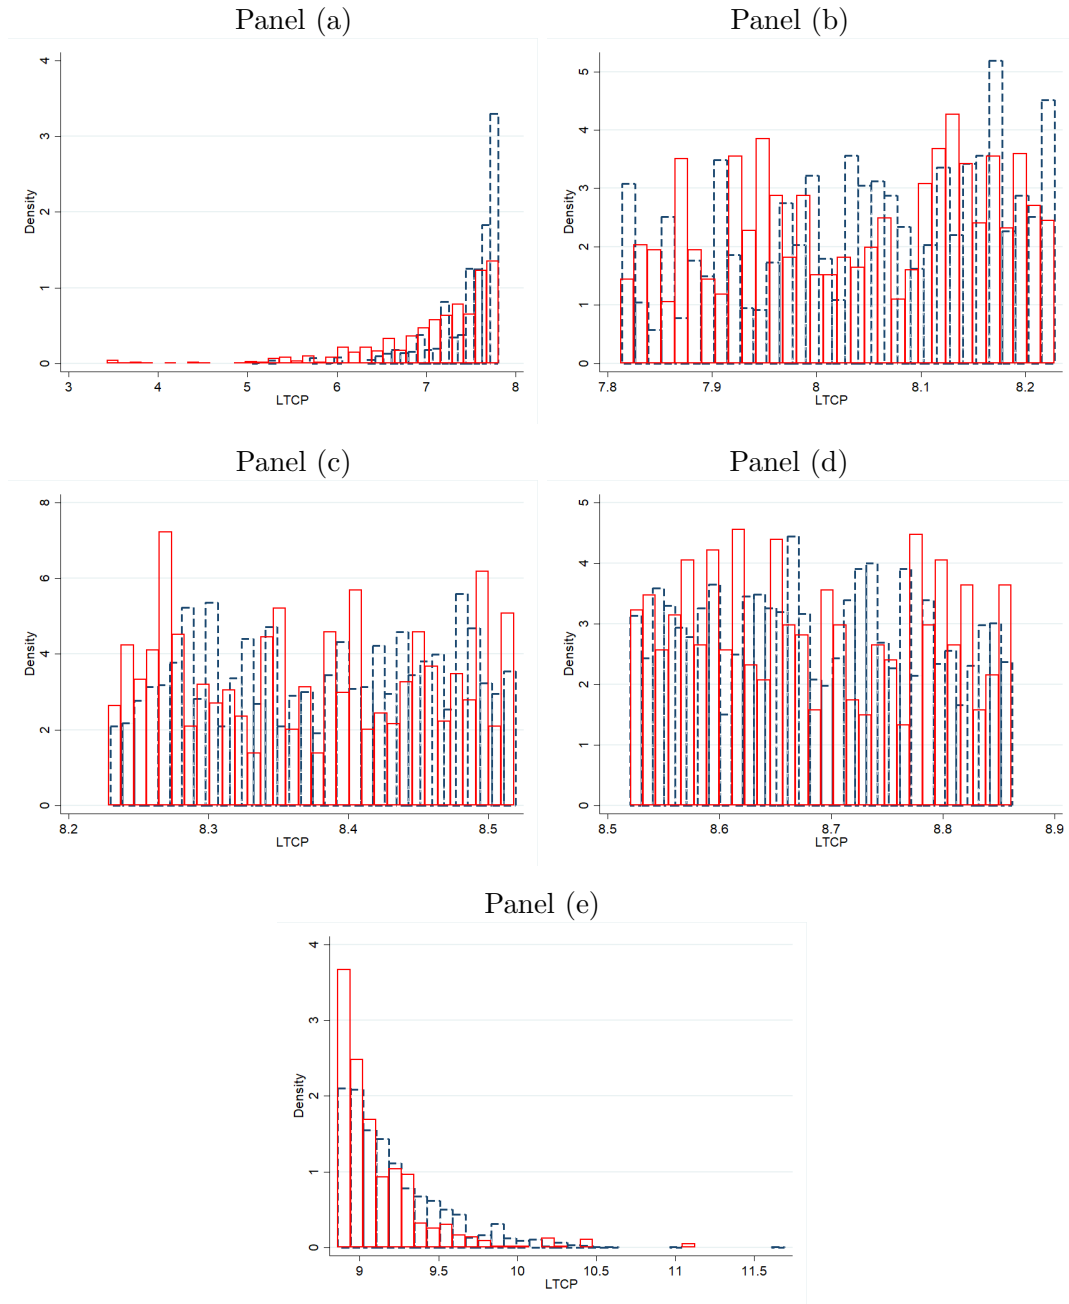 Panel (a)
Panel (b)
4
3
2
1
0
Density
3 4 5 6 7 8
LTCP
5
4
3
2
1
0
Density
7.8 7.9 8 8.1 8.2
LTCP
Panel (c)
Panel (d)
8
6
4
2
0
Density
8.2 8.3 8.4 8.5
LTCP
5
4
3
2
1
0
Density
8.5 8.6 8.7 8.8 8.9
LTCP
Panel (e)
4
3
2
1
0
Density
9 9.5 10 10.5 11 11.5
LTCP